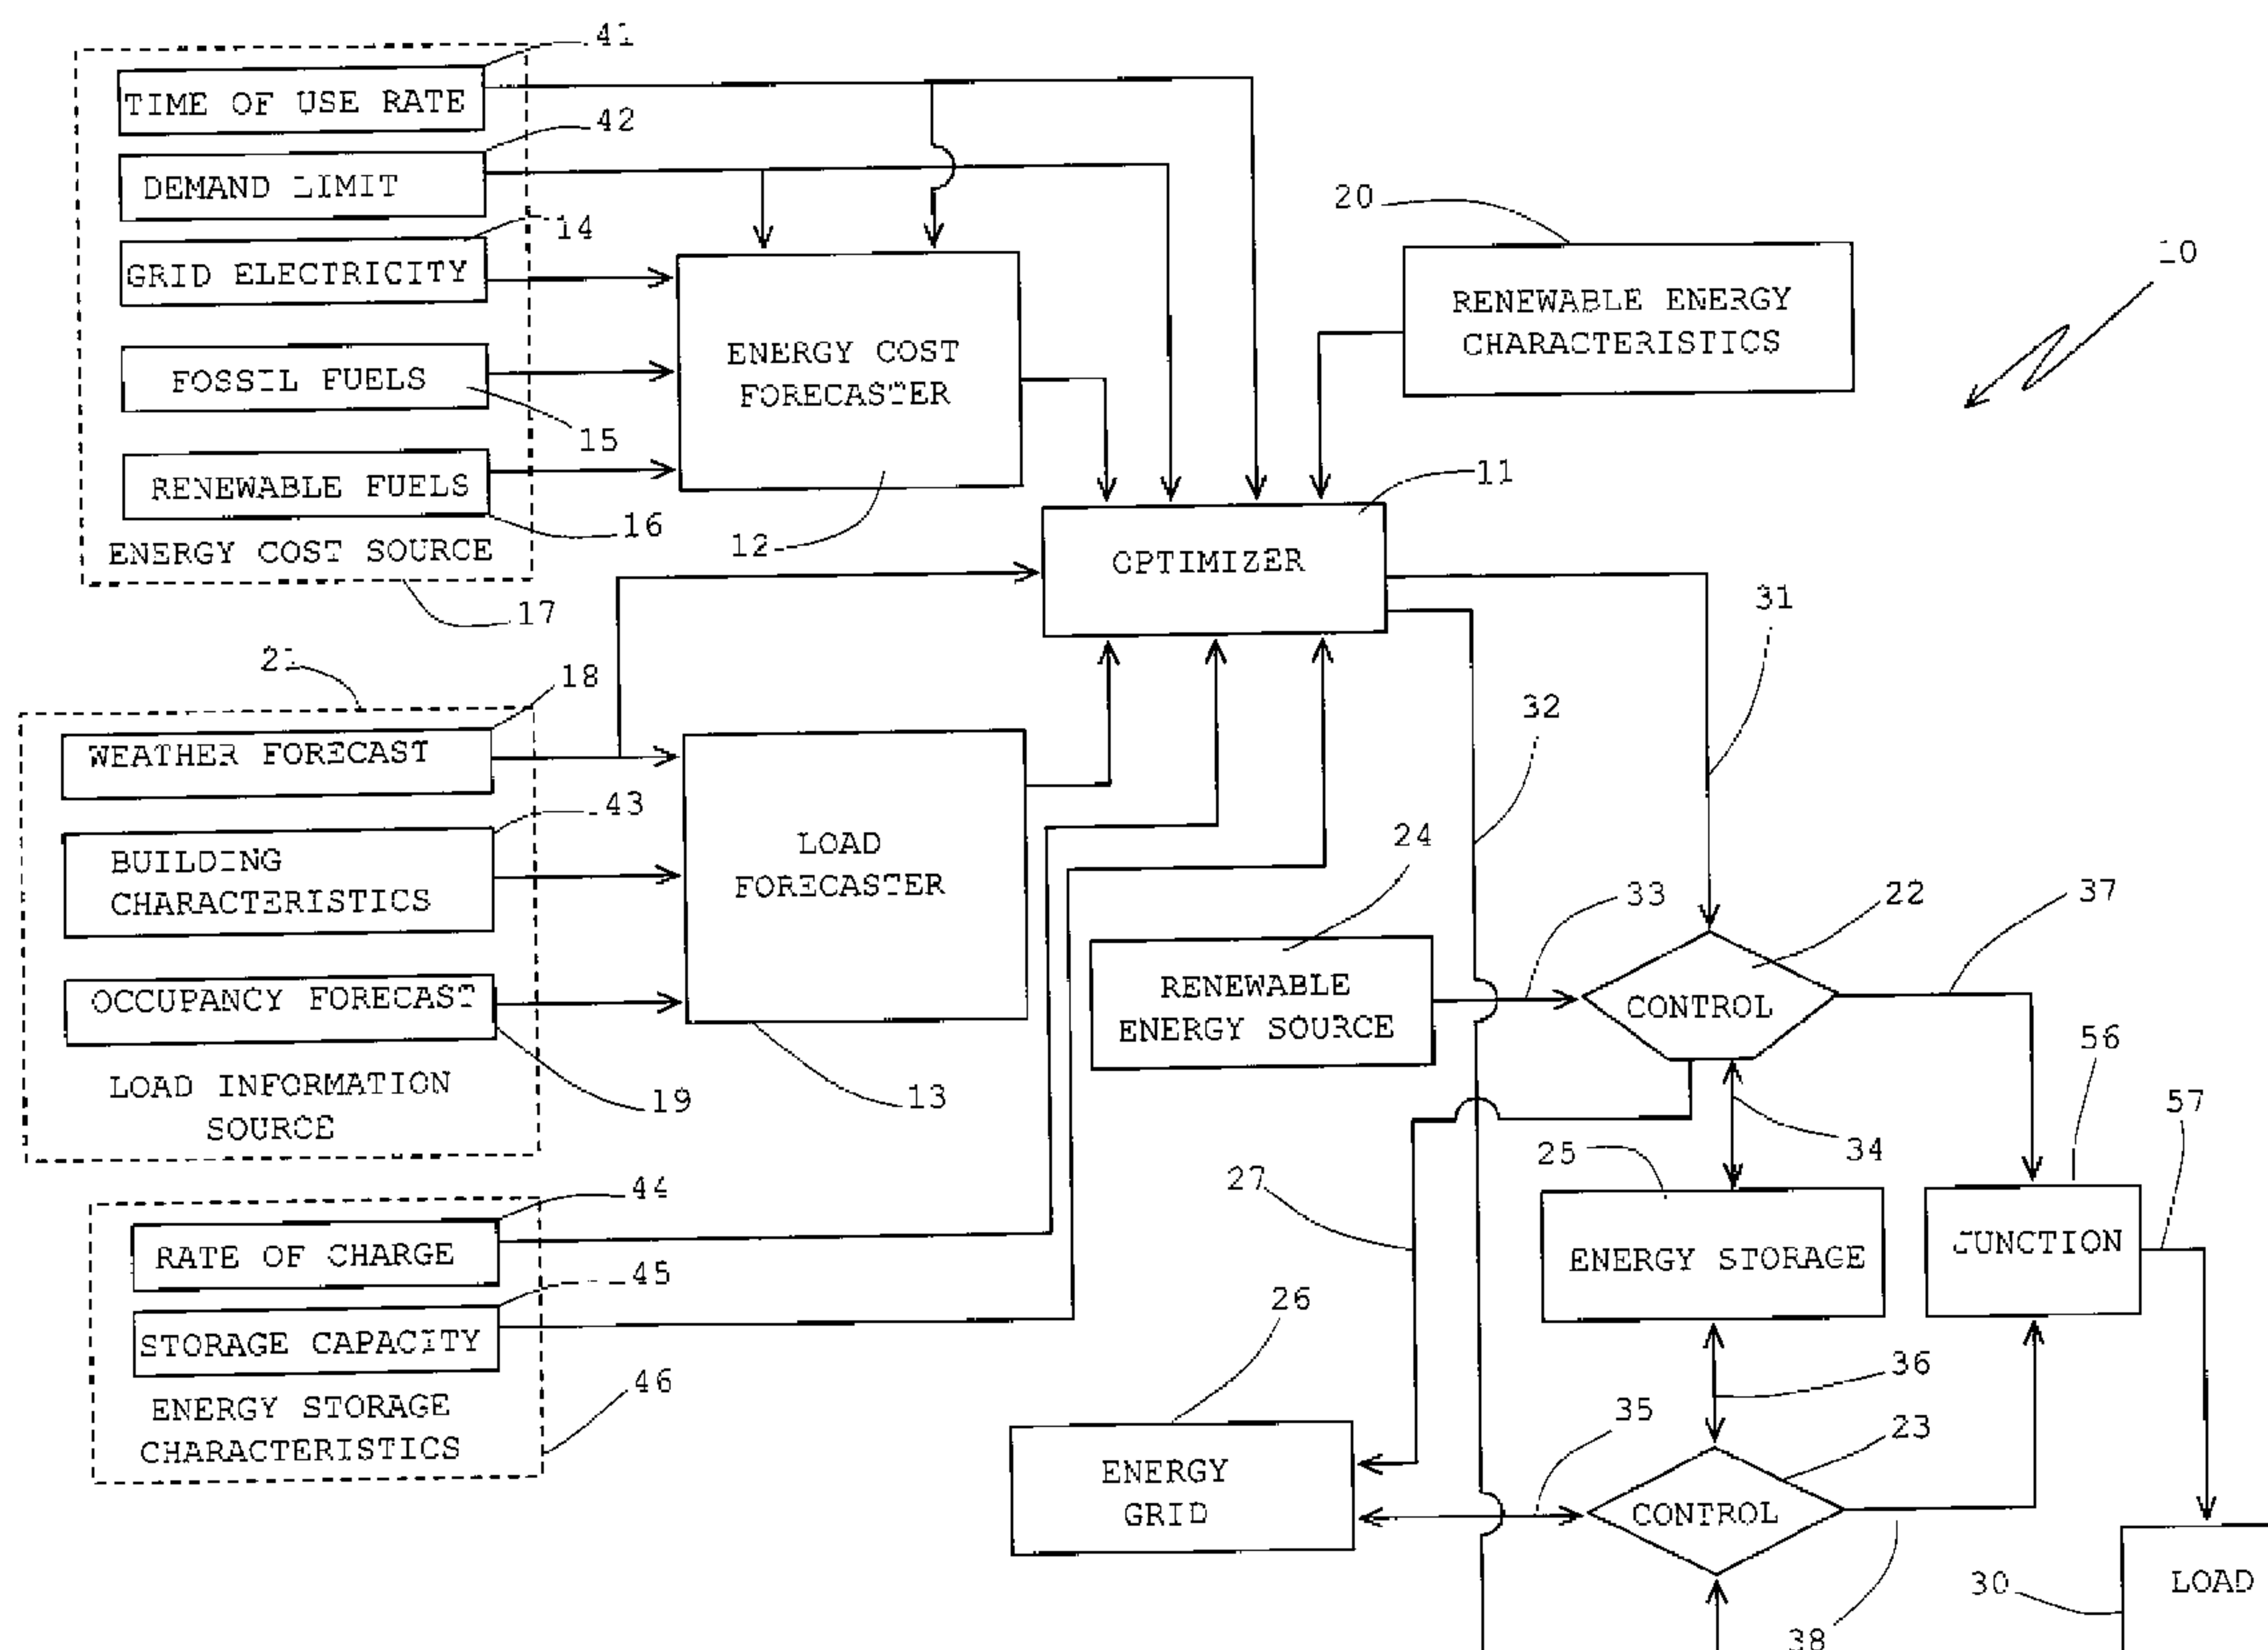 41
TIME OF USE RATE
42
DEMAND LIMIT
14
GRID ELECTRICITY
FOSSIL FUELS
15
RENEWABLE FUELS
16
ENERGY COST SOURCE
17
ENERGY COST
FORECASTER
12
20
RENEWABLE ENERGY
CHARACTERISTICS
10
11
OPTIMIZER
31
32
21
18
WEATHER FORECAST
43
BUILDING
CHARACTERISTICS
OCCUPANCY FORECAST
19
LOAD INFORMATION
SOURCE
LOAD
FORECASTER
13
24
RENEWABLE
ENERGY SOURCE
33
22
CONTROL
37
34
56
57
25
ENERGY STORAGE
JUNCTION
27
44
RATE OF CHARGE
45
STORAGE CAPACITY
46
ENERGY STORAGE
CHARACTERISTICS
26
ENERGY
GRID
35
36
23
CONTROL
38
30
LOAD